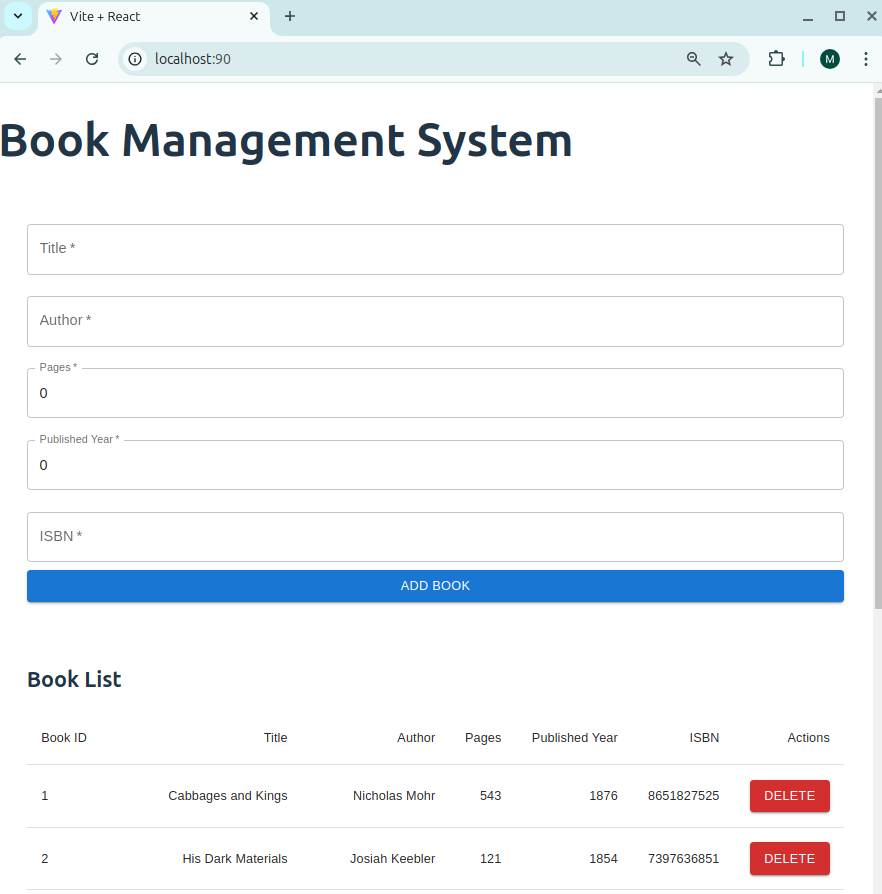 Vite + React
localhost:90
M
Book Management System
Title *
Author *
Pages *
0
Published Year *
0
ISBN *
ADD BOOK
Book List
Book ID Title Author Pages Published Year ISBN Actions
1 Cabbages and Kings Nicholas Mohr 543 1876 8651827525 DELETE
2 His Dark Materials Josiah Keebler 121 1854 7397636851 DELETE